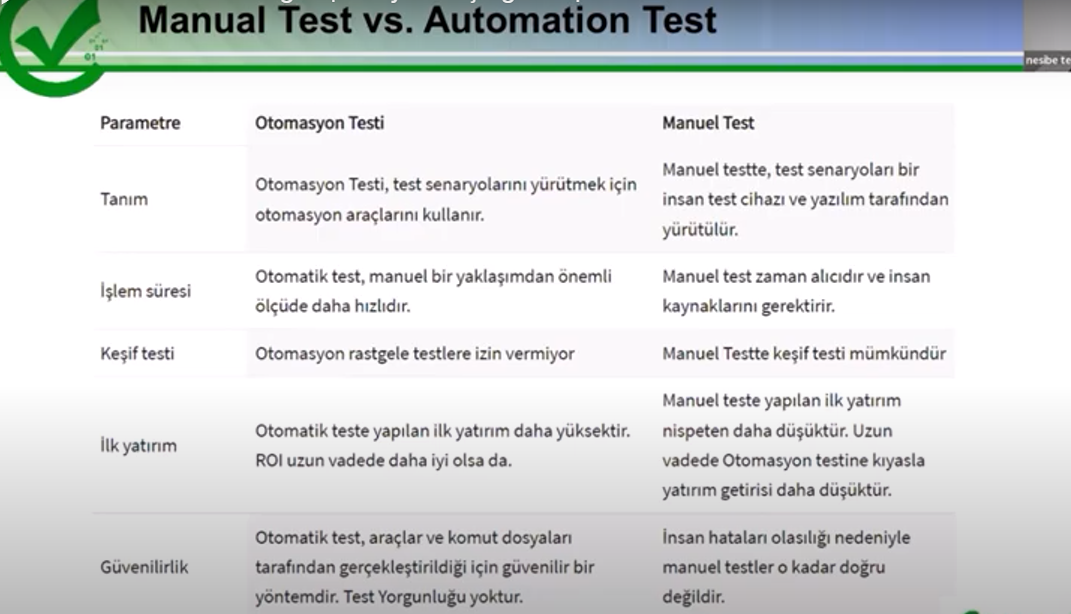 Manual Test vs. Automation Test
01
01
nesibe te
Parametre
Otomasyon Testi
Manuel Test
Tanım
Otomasyon Testi, test senaryolarını yürütmek için
otomasyon araçlarını kullanır.
Manuel testte, test senaryoları bir
insan test cihazı ve yazılım tarafından
yürütülür.
İşlem süresi
Otomatik test, manuel bir yaklaşımdan önemli
ölçüde daha hızlıdır.
Manuel test zaman alıcıdır ve insan
kaynaklarını gerektirir.
Keşif testi
Otomasyon rastgele testlere izin vermiyor
Manuel Testte keşif testi mümkündür
İlk yatırım
Otomatik teste yapılan ilk yatırım daha yüksektir.
ROI uzun vadede daha iyi olsa da.
Manuel teste yapılan ilk yatırım
nispeten daha düşüktür. Uzun
vadede Otomasyon testine kıyasla
yatırım getirisi daha düşüktür.
Güvenilirlik
Otomatik test, araçlar ve komut dosyaları
tarafından gerçekleştirildiği için güvenilir bir
yöntemdir. Test Yorgunluğu yoktur.
İnsan hataları olasılığı nedeniyle
manuel testler o kadar doğru
değildir.